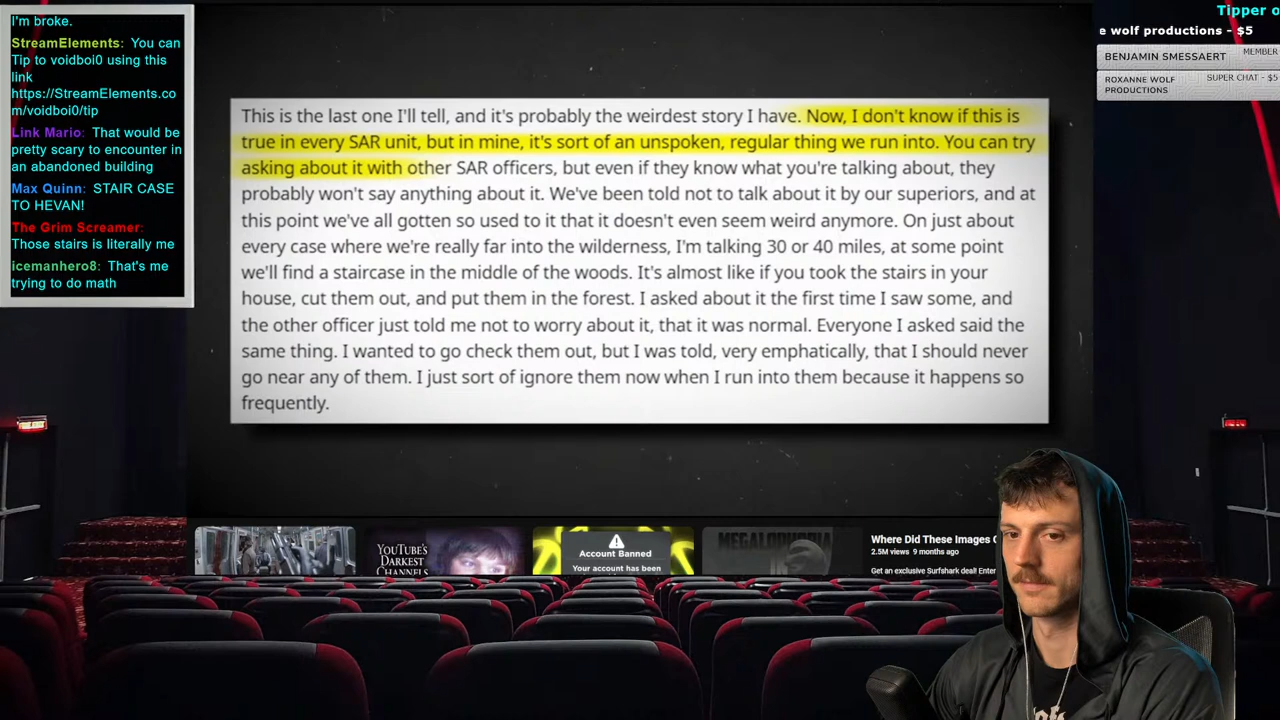 I'm broke.
StreamElements: You can
Tip to voidboi0 using this
link
https://StreamElements.co
m/voidboi0/tip
Link Mario: That would be
pretty scary to encounter in
an abandoned building
Max Quinn: STAIR CASE
TO HEVAN!
The Grim Screamer:
Those stairs is literally me
icemanhero8: That's me
trying to do math
This is the last one I'll tell, and it's probably the weirdest story I have. Now, I don't know if this is
true in every SAR unit, but in mine, it's sort of an unspoken, regular thing we run into. You can try
asking about it with other SAR officers, but even if they know what you're talking about, they
probably won't say anything about it. We've been told not to talk about it by our superiors, and at
this point we've all gotten so used to it that it doesn't even seem weird anymore. On just about
every case where we're really far into the wilderness, I'm talking 30 or 40 miles, at some point
we'll find a staircase in the middle of the woods. It's almost like if you took the stairs in your
house, cut them out, and put them in the forest. I asked about it the first time I saw some, and
the other officer just told me not to worry about it, that it was normal. Everyone I asked said the
same thing. I wanted to go check them out, but I was told, very emphatically, that I should never
go near any of them. I just sort of ignore them now when I run into them because it happens so
frequently.
Tipper o
e wolf productions - $5
BENJAMIN SMESSAERT MEMBER
ROXANNE WOLF SUPER CHAT - $5
PRODUCTIONS
YOUTUBE'S
DARKEST
CHANNELS
Account Banned
Your account has been
MEGALOPHOBIA
Where Did These Images
2.5M views 9 months ago
Get an exclusive Surfshark deal! Enter